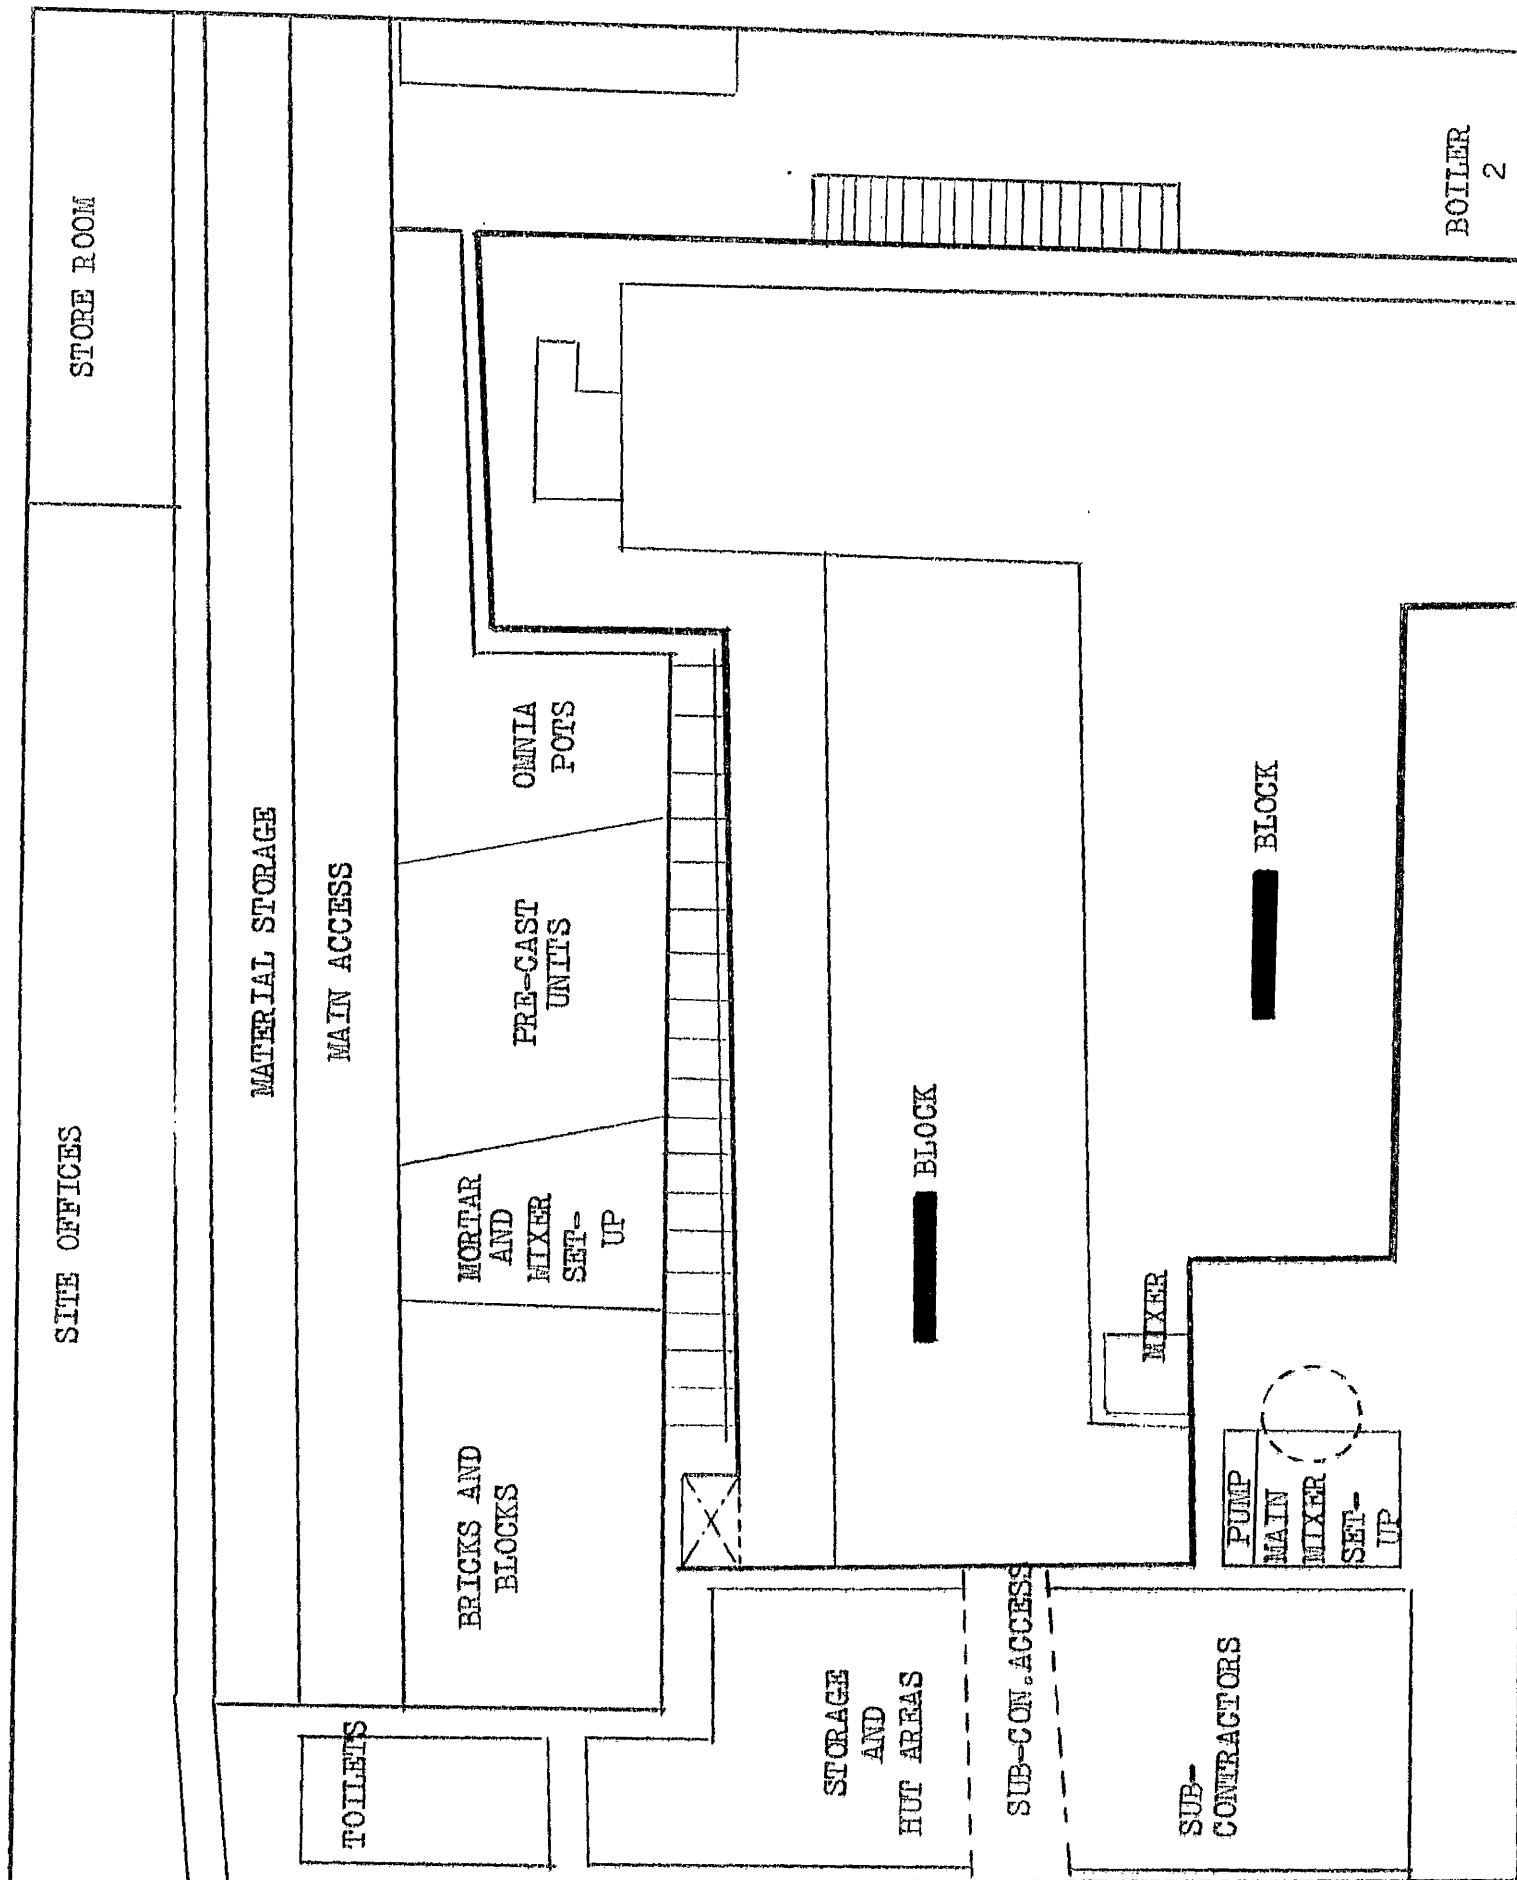 SITE OFFICES
STORE ROOM
MATERIAL STORAGE
MAIN ACCESS
TOILETS
BRICKS AND
BLOCKS
MORTAR
AND
MIXER
SET-
UP
PRE-CAST
UNITS
OMNIA
POTS
STORAGE
AND
HUT AREAS
BLOCK
SUB-CON.ACCESS
MIXER
SUB-
CONTRACTORS
PUMP
MAIN
MIXER
SET-
UP
BLOCK
BOILER
2